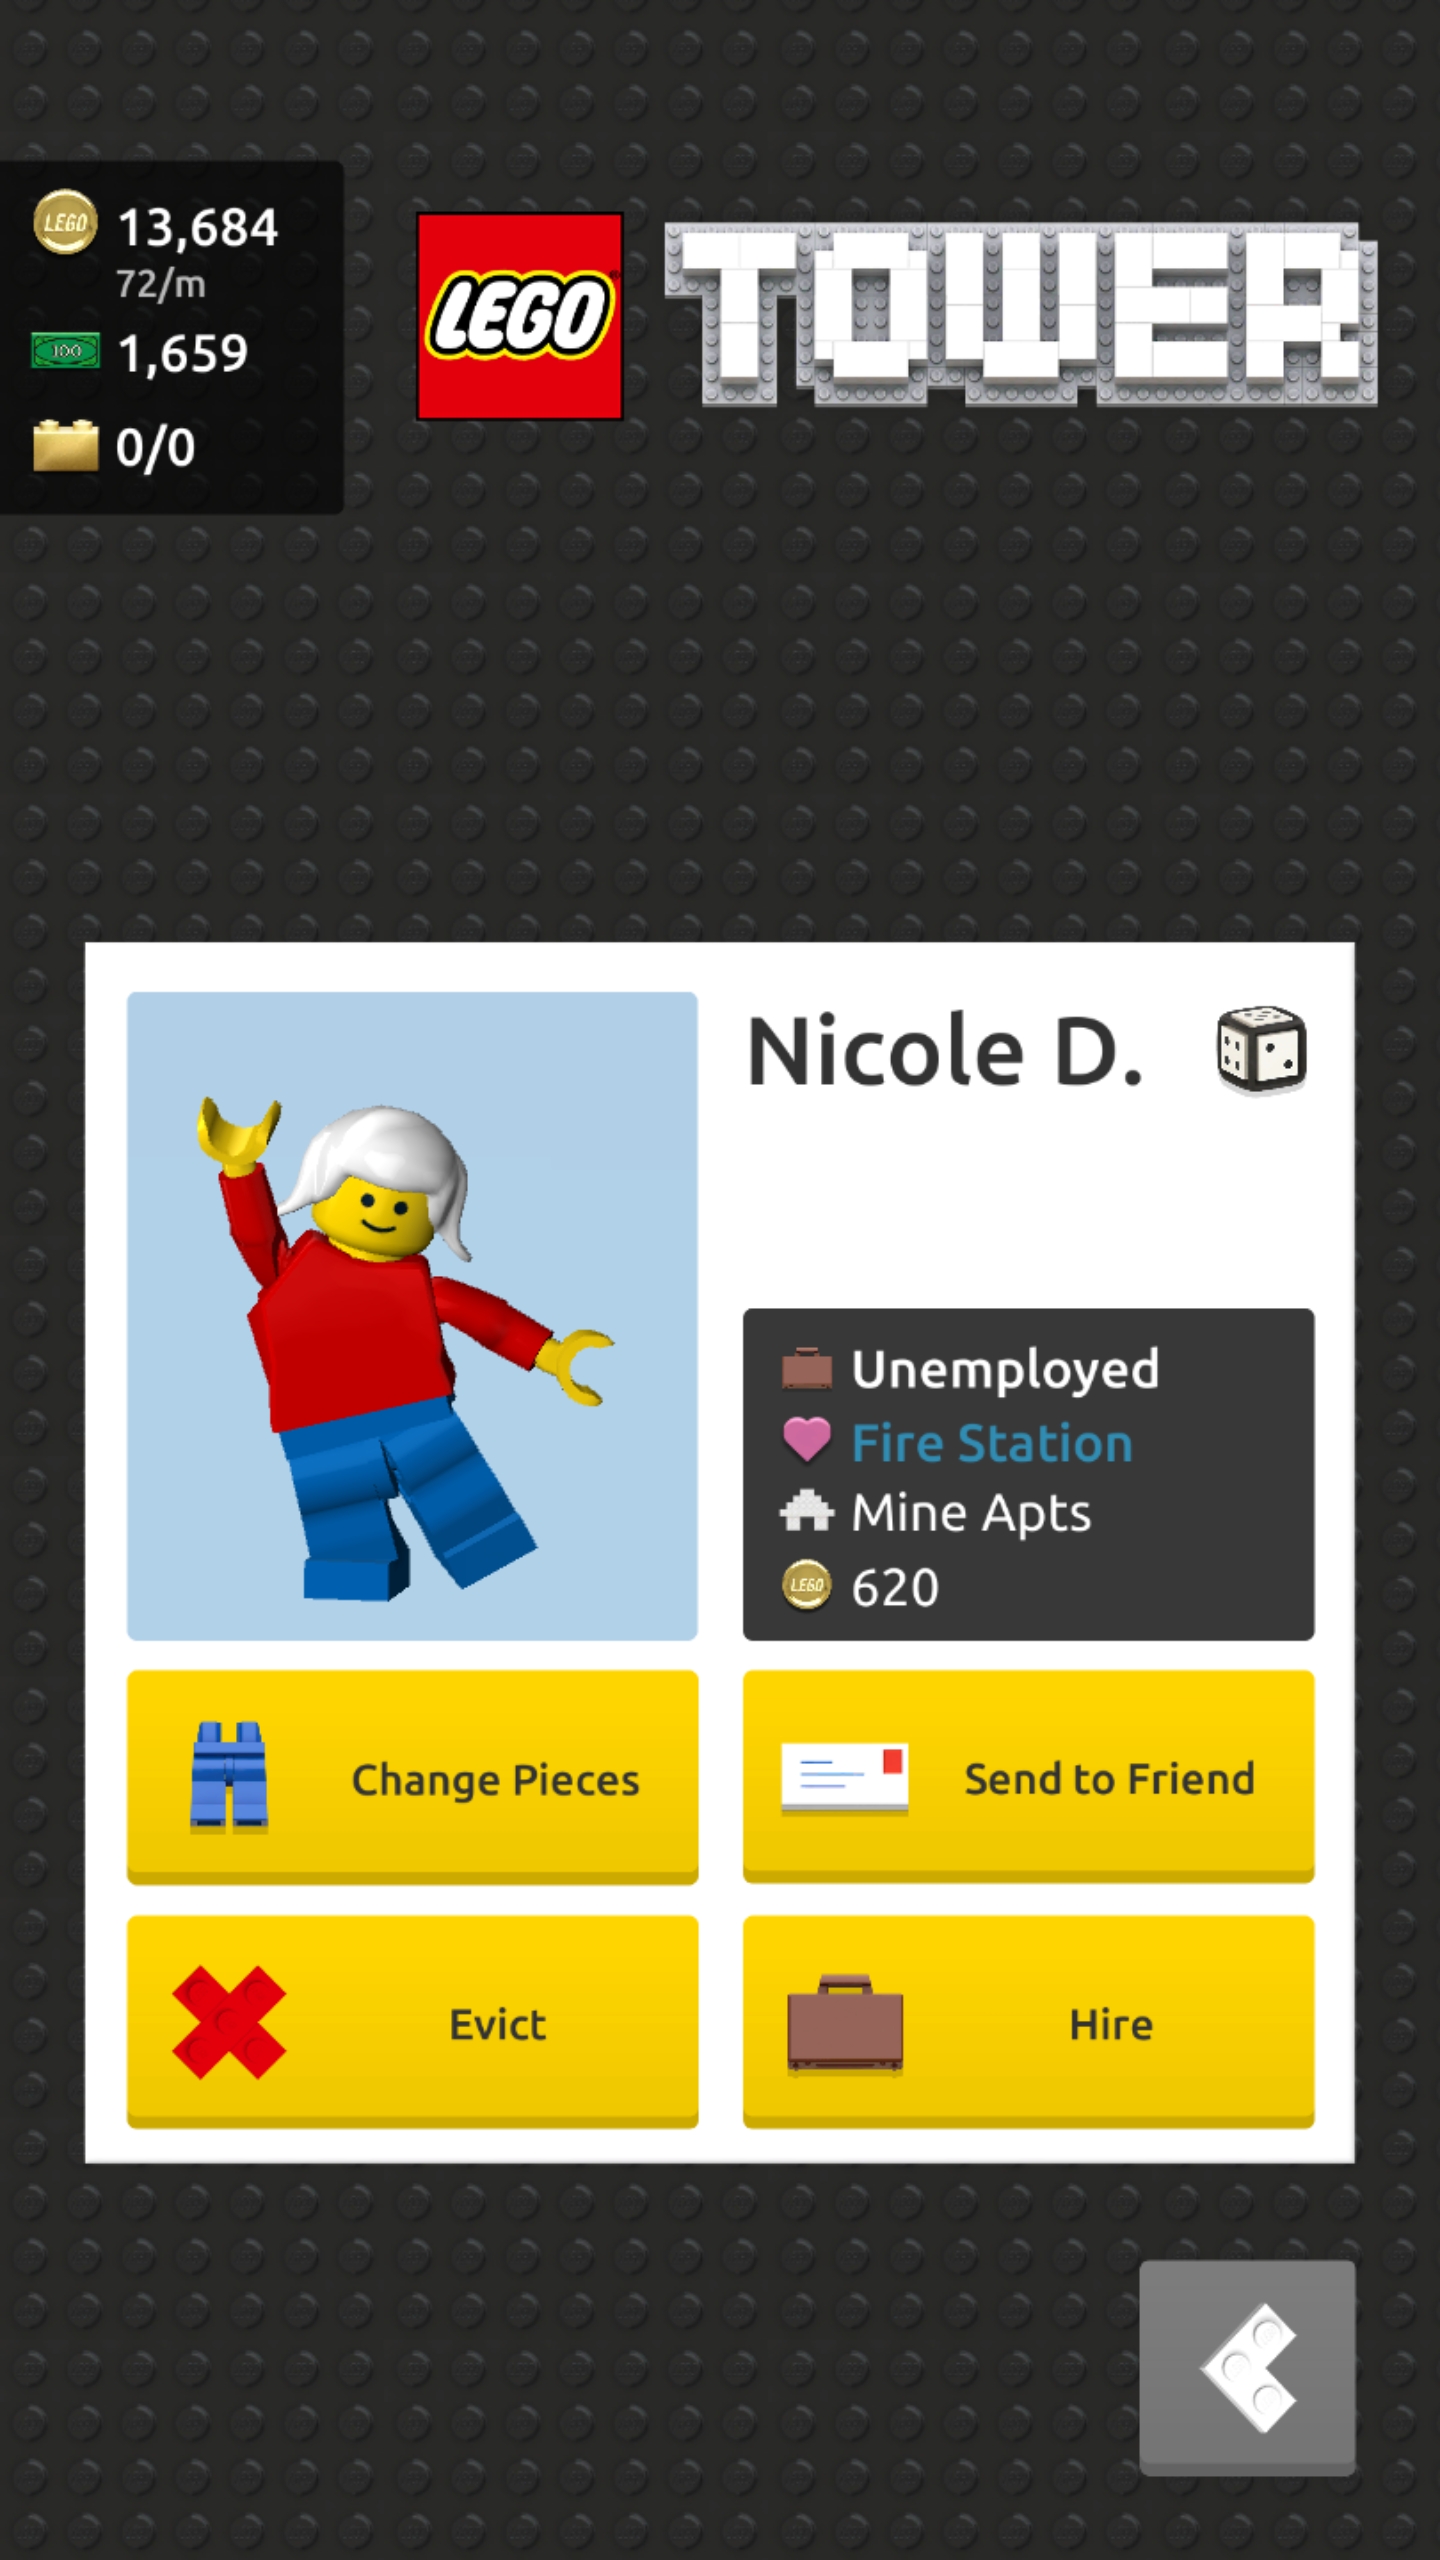 LEGO 13,684
72/m
100 1,659
0/0
LEGO
TOWER
Nicole D.
Unemployed
Fire Station
Mine Apts
LEGO 620
Change Pieces
Send to Friend
Evict
Hire